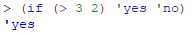 > (if (> 3 2) 'yes 'no)
'yes